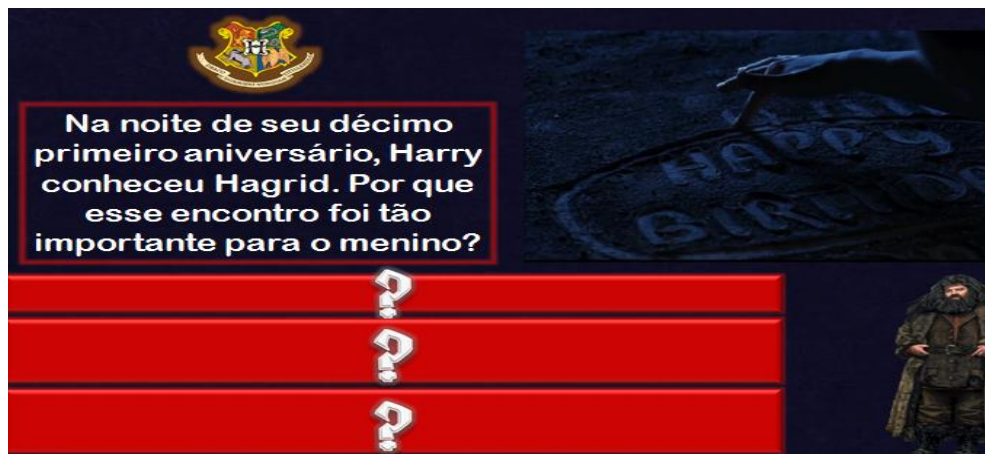 Na noite de seu décimo
primeiro aniversário, Harry
conheceu Hagrid. Por que
esse encontro foi tão
importante para o menino?
HAPPY
?
?
?